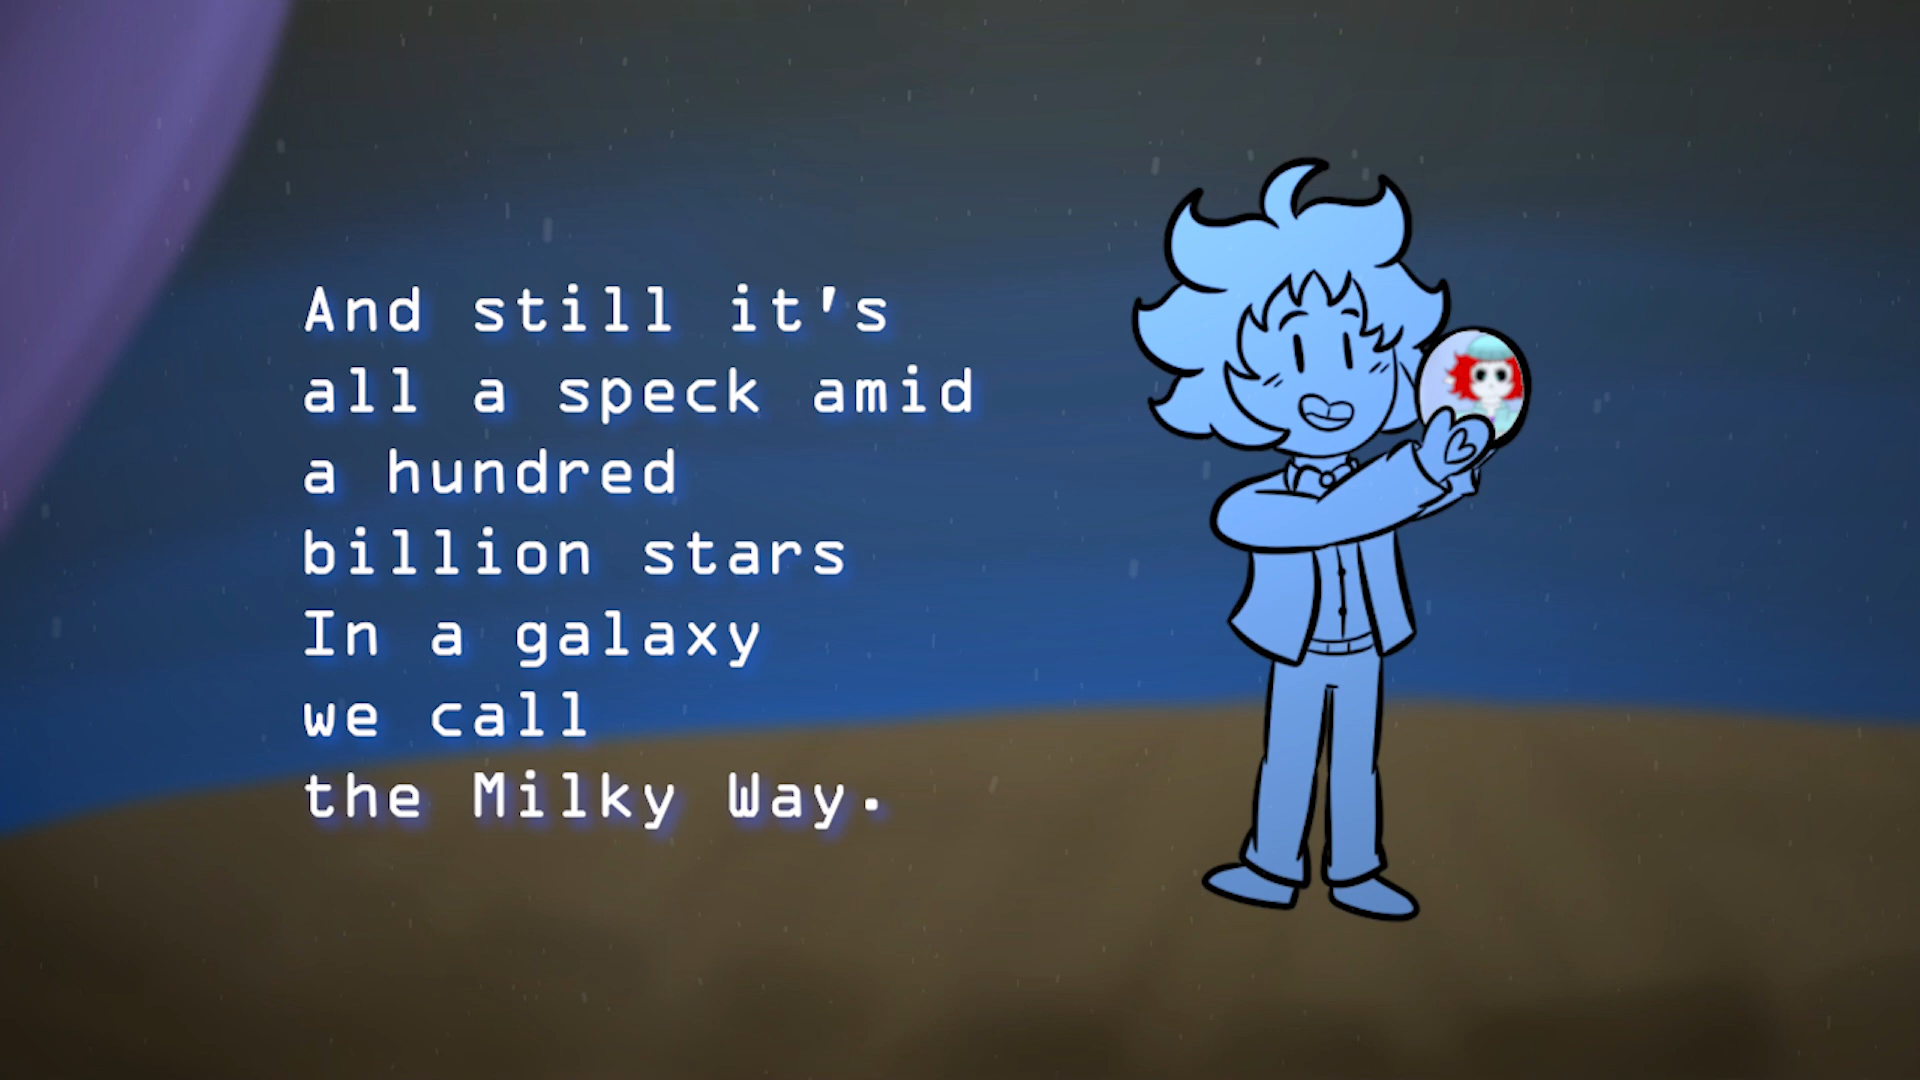 And still it's
all a speck amid
a hundred
billion stars
In a galaxy
we call
the Milky Way.